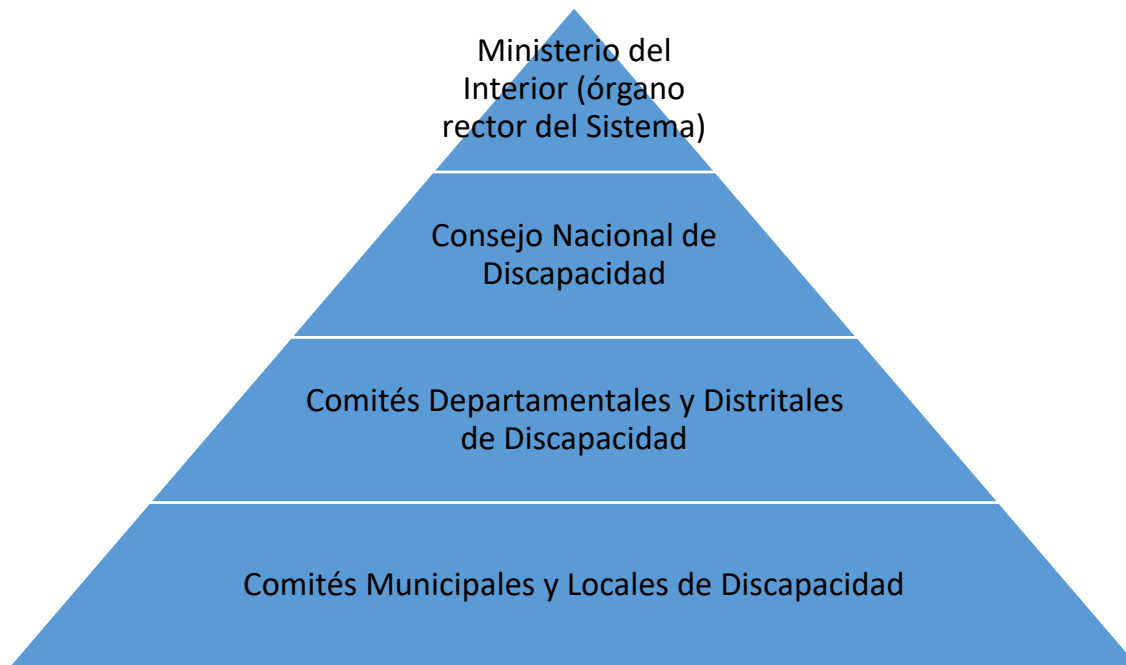 Ministerio del
Interior (órgano
rector del Sistema)
Consejo Nacional de
Discapacidad
Comités Departamentales y Distritales
de Discapacidad
Comités Municipales y Locales de Discapacidad